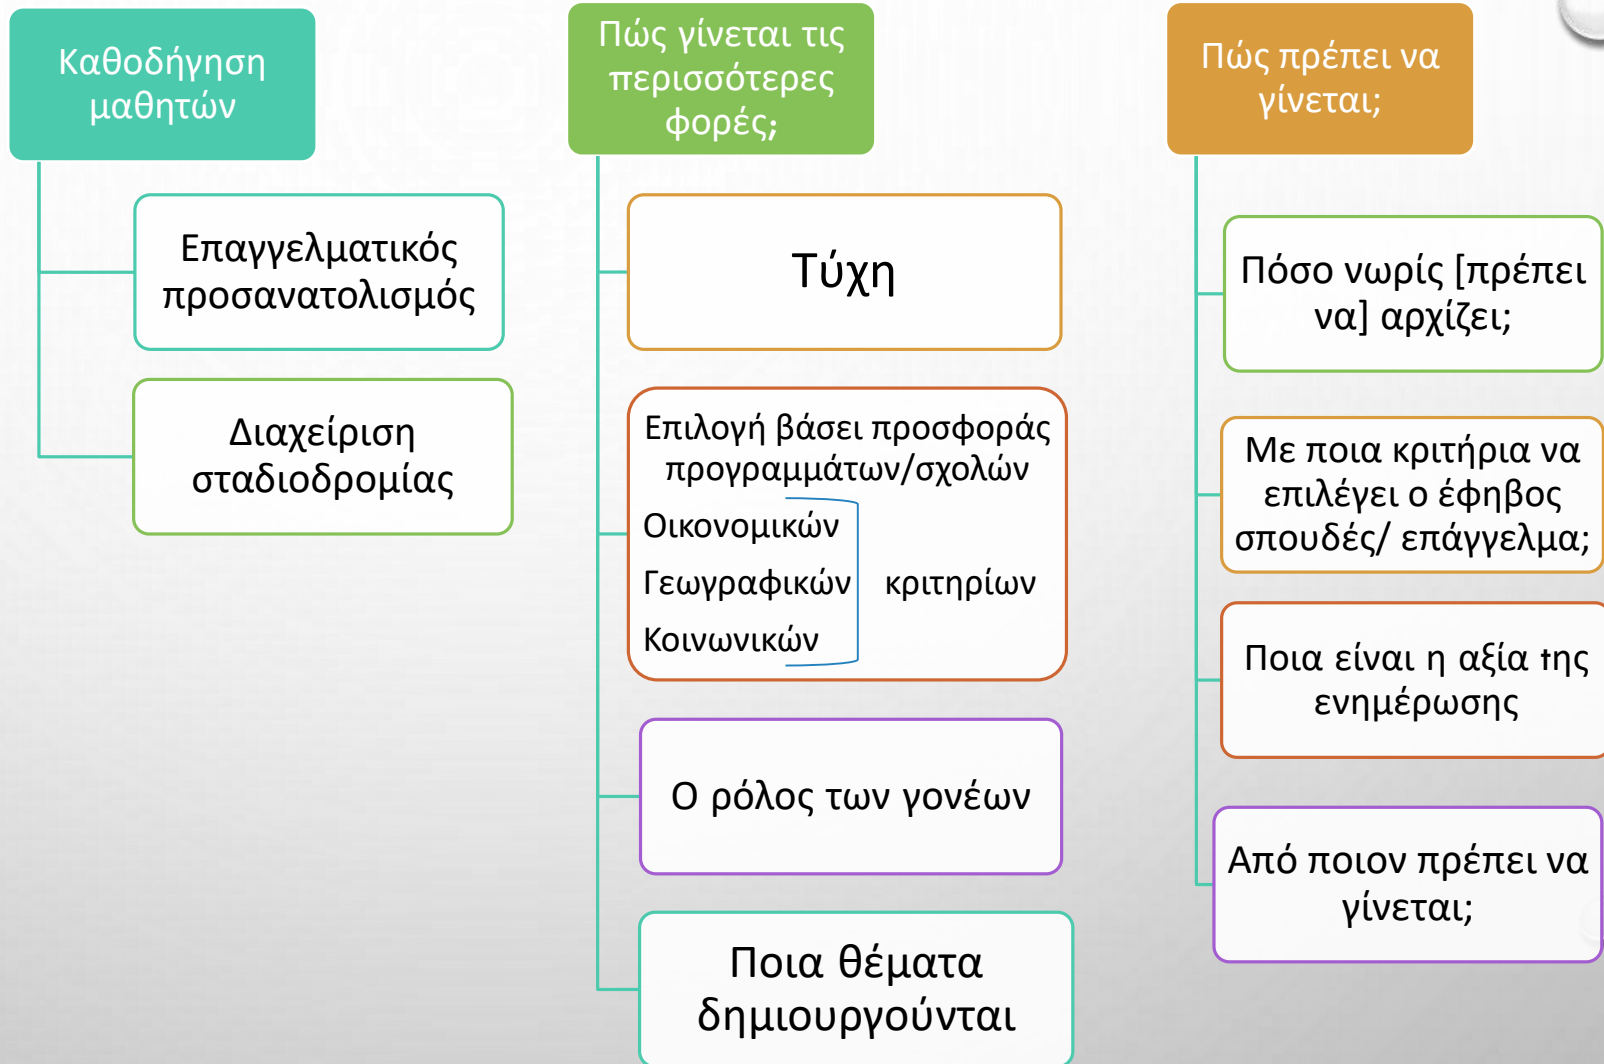 Καθοδήγηση
μαθητών
Επαγγελματικός
προσανατολισμός
Διαχείριση
σταδιοδρομίας
Πώς γίνεται τις
περισσότερες
φορές;
Τύχη
Επιλογή βάσει προσφοράς
προγραμμάτων/σχολών
Οικονομικών
Γεωγραφικών κριτηρίων
Κοινωνικών
Ο ρόλος των γονέων
Ποια θέματα
δημιουργούνται
Πώς πρέπει να
γίνεται;
Πόσο νωρίς [πρέπει
να] αρχίζει;
Με ποια κριτήρια να
επιλέγει ο έφηβος
σπουδές/ επάγγελμα;
Ποια είναι η αξία της
ενημέρωσης
Από ποιον πρέπει να
γίνεται;